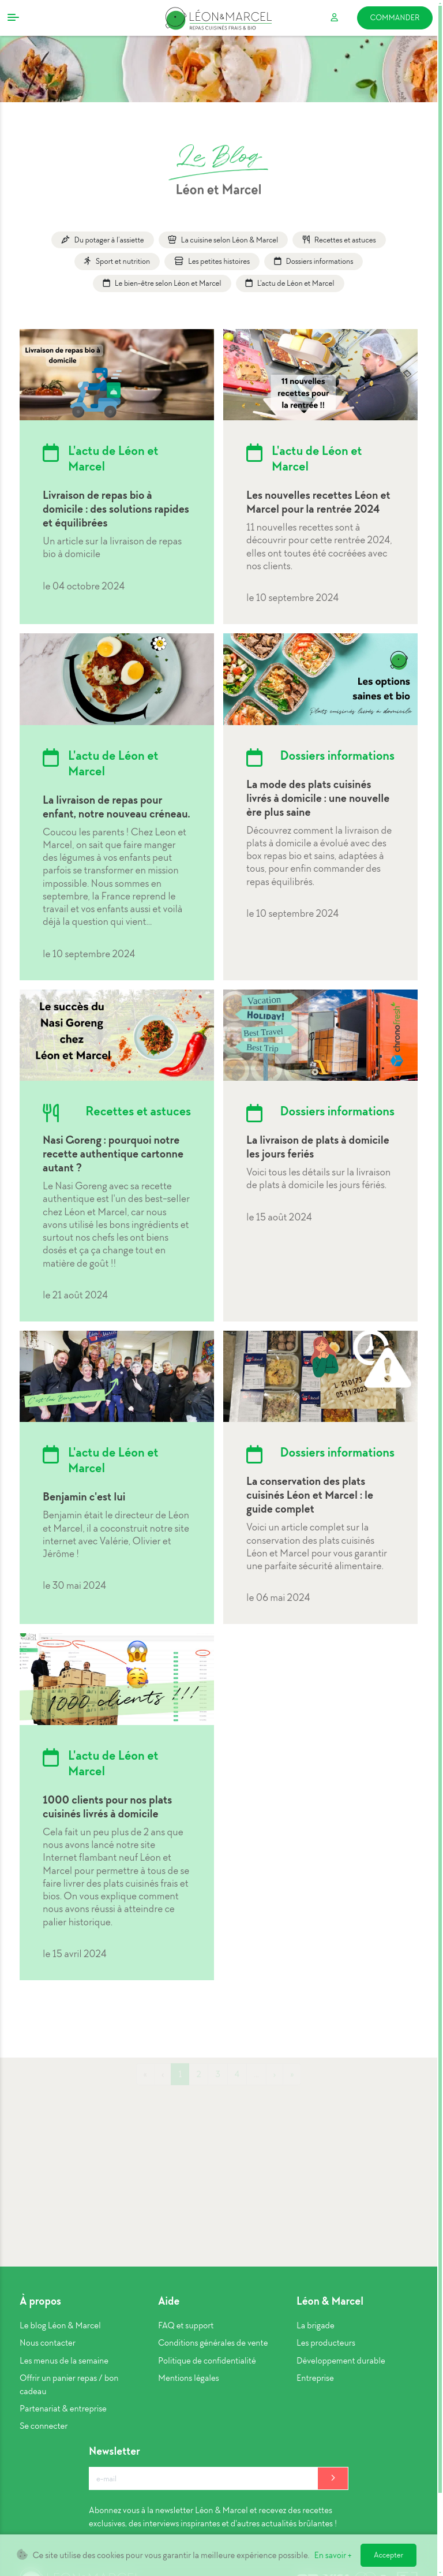 LÉON&MARCEL
REPAS CUISINÉS FRAIS & BIO
COMMANDER
Le Blog
Léon et Marcel
Du potager à l'assiette
La cuisine selon Léon & Marcel
Recettes et astuces
Sport et nutrition
Les petites histoires
Dossiers informations
Le bien-être selon Léon et Marcel
L'actu de Léon et Marcel
Livraison de repas bio à
domicile
L'actu de Léon et
Marcel
Livraison de repas bio à
domicile : des solutions rapides
et équilibrées
Un article sur la livraison de repas
bio à domicile
le 04 octobre 2024
11 nouvelles
recettes pour
la rentrée !!
L'actu de Léon et
Marcel
Les nouvelles recettes Léon et
Marcel pour la rentrée 2024
11 nouvelles recettes sont à
découvrir pour cette rentrée 2024,
elles ont toutes été cocréées avec
nos clients.
le 10 septembre 2024
L'actu de Léon et
Marcel
La livraison de repas pour
enfant, notre nouveau créneau.
Coucou les parents ! Chez Leon et
Marcel, on sait que faire manger
des légumes à vos enfants peut
parfois se transformer en mission
impossible. Nous sommes en
septembre, la France reprend le
travail et vos enfants aussi et voilà
déjà la question qui vient...
le 10 septembre 2024
Les options
saines et bio
Plats cuisinés livrés à domicile
Dossiers informations
La mode des plats cuisinés
livrés à domicile : une nouvelle
ère plus saine
Découvrez comment la livraison de
plats à domicile a évolué avec des
box repas bio et sains, adaptées à
tous, pour enfin commander des
repas équilibrés.
le 10 septembre 2024
Le succès du
Nasi Goreng
chez
Léon et Marcel
Recettes et astuces
Nasi Goreng : pourquoi notre
recette authentique cartonne
autant ?
Le Nasi Goreng avec sa recette
authentique est l'un des best-seller
chez Léon et Marcel, car nous
avons utilisé les bons ingrédients et
surtout nos chefs les ont biens
dosés et ça ça change tout en
matière de goût !!
le 21 août 2024
Vacation
Holiday!
Best Travel
Best Trip
chronofresh
Dossiers informations
La livraison de plats à domicile
les jours feriés
Voici tous les détails sur la livraison
de plats à domicile les jours fériés.
le 15 août 2024
C'est lui, Benjamin !!
L'actu de Léon et
Marcel
Benjamin c'est lui
Benjamin était le directeur de Léon
et Marcel, il a coconstruit notre site
internet avec Valérie, Olivier et
Jérôme !
le 30 mai 2024
L 210173
05/11/2023
Dossiers informations
La conservation des plats
cuisinés Léon et Marcel : le
guide complet
Voici un article complet sur la
conservation des plats cuisinés
Léon et Marcel pour vous garantir
une parfaite sécurité alimentaire.
le 06 mai 2024
1000 clients !!!
L'actu de Léon et
Marcel
1000 clients pour nos plats
cuisinés livrés à domicile
Cela fait un peu plus de 2 ans que
nous avons lancé notre site
Internet flambant neuf Léon et
Marcel pour permettre à tous de se
faire livrer des plats cuisinés frais et
bios. On vous explique comment
nous avons réussi à atteindre ce
palier historique.
le 15 avril 2024
« ‹ 1 2 3 4 › »
À propos
Le blog Léon & Marcel
Nous contacter
Les menus de la semaine
Offrir un panier repas / bon
cadeau
Partenariat & entreprise
Se connecter
Aide
FAQ et support
Conditions générales de vente
Politique de confidentialité
Mentions légales
Léon & Marcel
La brigade
Les producteurs
Développement durable
Entreprise
Newsletter
e-mail
Abonnez vous à la newsletter Léon & Marcel et recevez des recettes
exclusives, des interviews inspirantes et d'autres actualités brûlantes !
Ce site utilise des cookies pour vous garantir la meilleure expérience possible. En savoir +
Accepter